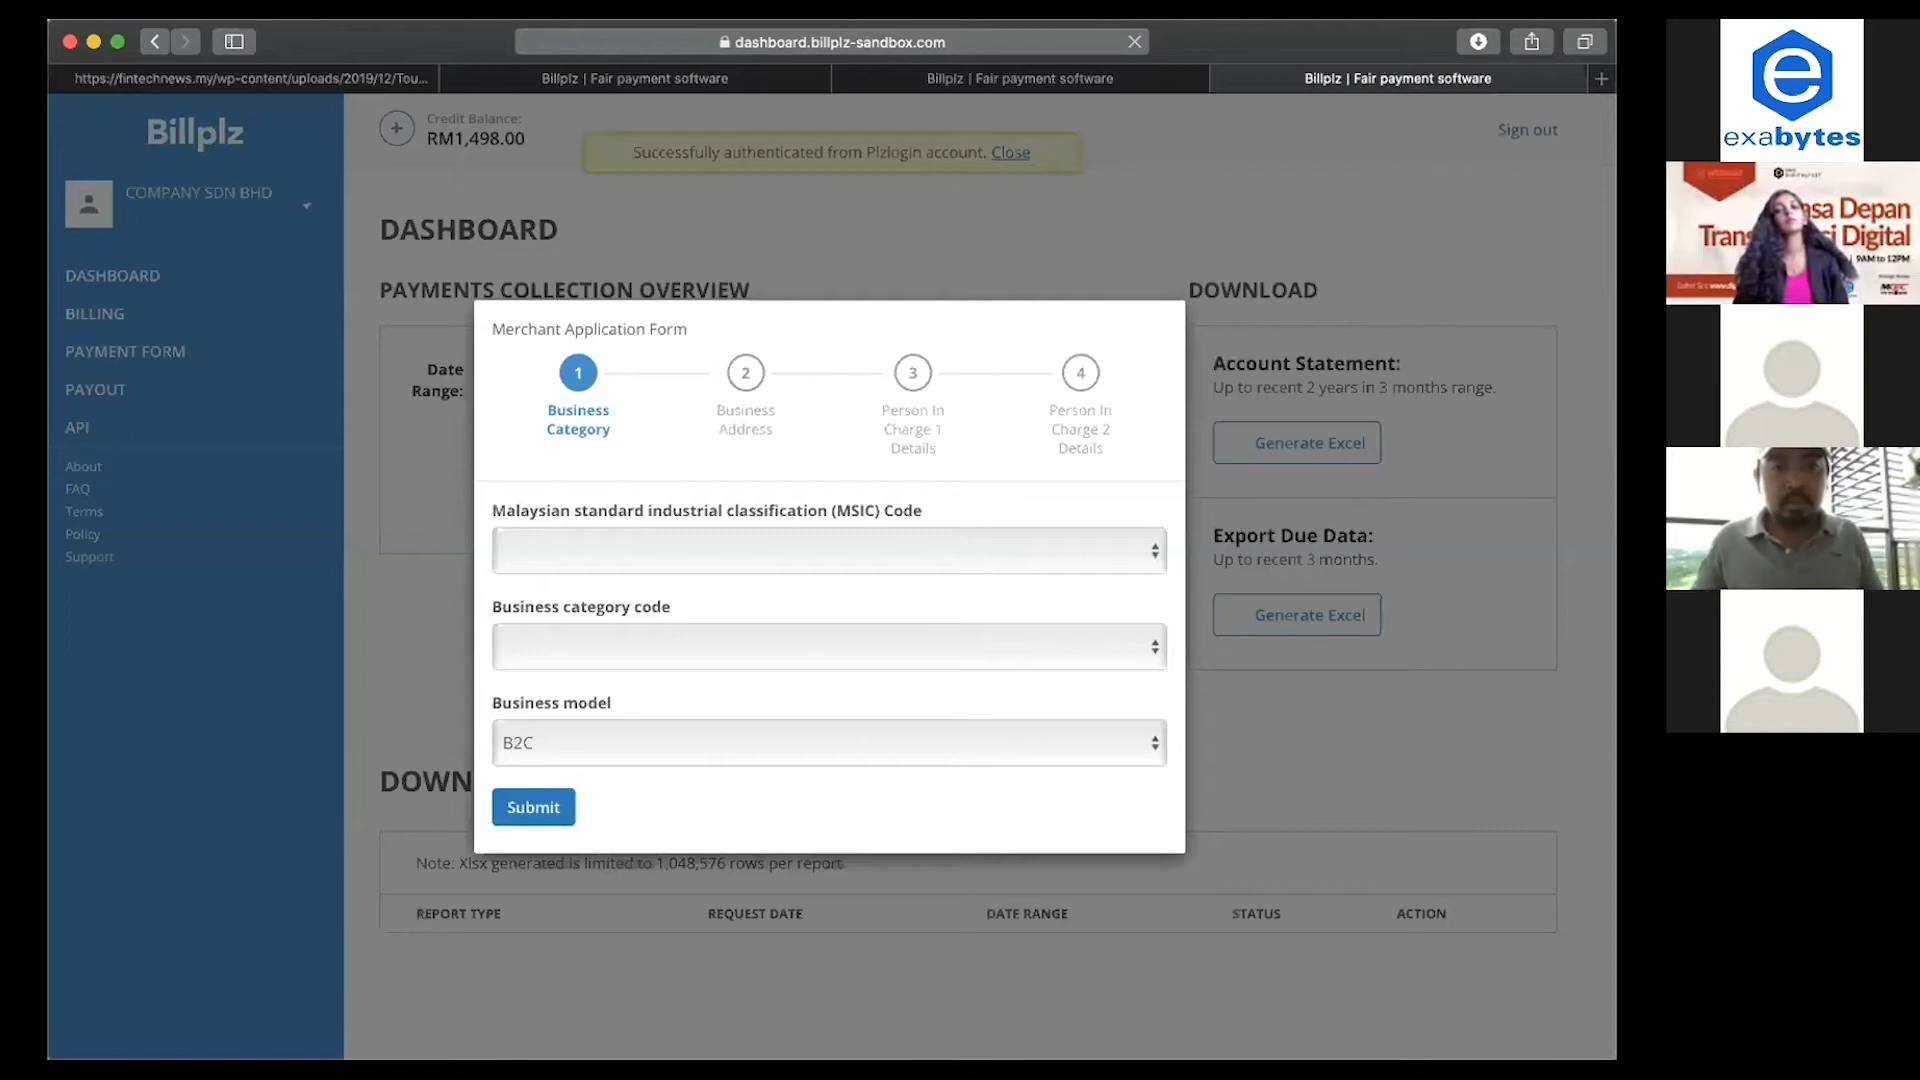 dashboard.billplz-sandbox.com
https://fintechnews.my/wp-content/uploads/2019/12/Tou...
Billplz | Fair payment software
Billplz | Fair payment software
Billplz | Fair payment software
Billplz
COMPANY SDN BHD
DASHBOARD
BILLING
PAYMENT FORM
PAYOUT
API
About
FAQ
Terms
Policy
Support
Credit Balance:
RM1,498.00
Successfully authenticated from Plzlogin account. Close
Sign out
DASHBOARD
PAYMENTS COLLECTION OVERVIEW
Date
Range:
Merchant Application Form
1
Business
Category
2
Business
Address
3
Person In
Charge 1
Details
4
Person In
Charge 2
Details
Malaysian standard industrial classification (MSIC) Code
Business category code
Business model
B2C
Submit
DOWNLOAD
Account Statement:
Up to recent 2 years in 3 months range.
Generate Excel
Export Due Data:
Up to recent 3 months.
Generate Excel
DOWN
Note: Xlsx generated is limited to 1,048,576 rows per report
REPORT TYPE
REQUEST DATE
DATE RANGE
STATUS
ACTION
e
exabytes
asa Depan
Trans si Digital
9AM to 12PM